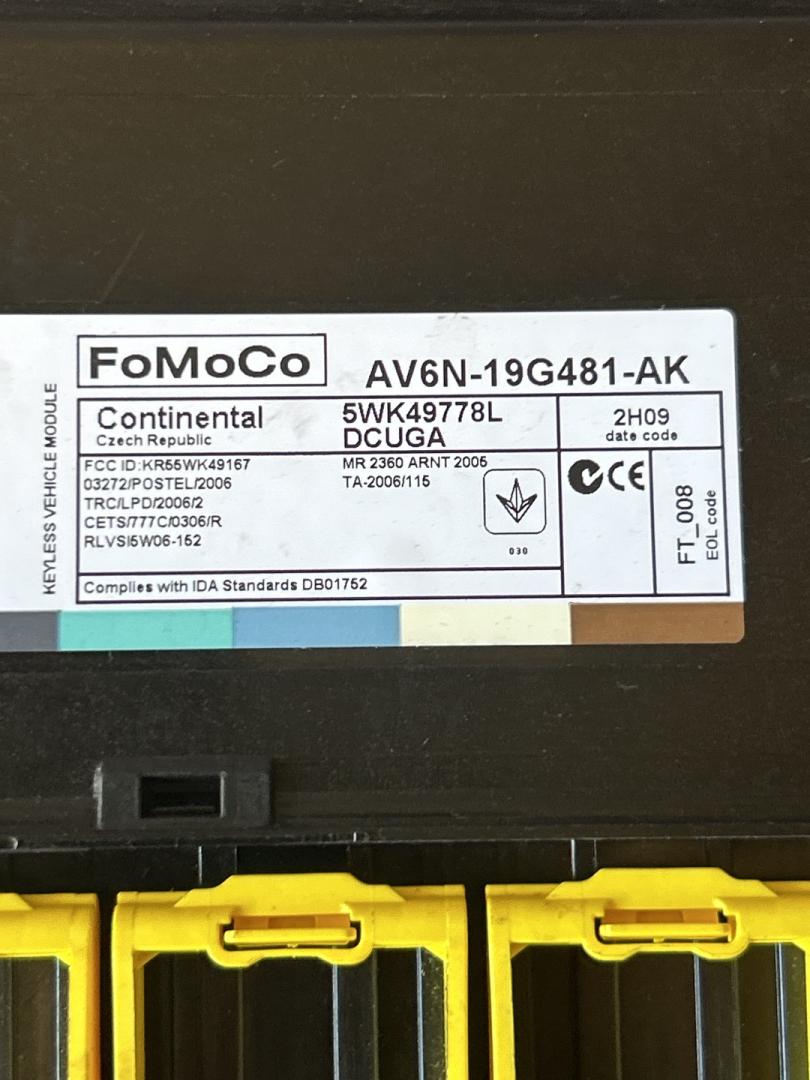 KEYLESS VEHICLE MODULE
FoMoCo
AV6N-19G481-AK
Continental
Czech Republic
5WK49778L
DCUGA
2H09
date code
FCC ID:KR55WK49167
03272/POSTEL/2006
TRC/LPD/2006/2
CETS/777C/0306/R
RLVSI5W06-152
MR 2360 ARNT 2005
TA-2006/115
030
CE
FT_008
EOL code
Complies with IDA Standards DB01752